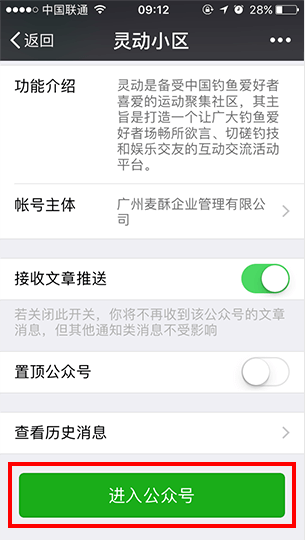 中国联通 09:12 28%
返回 灵动小区
功能介绍 灵动是备受中国钓鱼爱好者
喜爱的运动聚集社区，其主
旨是打造一个让广大钓鱼爱
好者场畅所欲言、切磋钓技
和娱乐交友的互动交流活动
平台。
帐号主体 广州麦酥企业管理有限公
司
接收文章推送
若关闭此开关，你将不再收到该公众号的文章
消息，但其他通知类消息不受影响
置顶公众号
查看历史消息
进入公众号